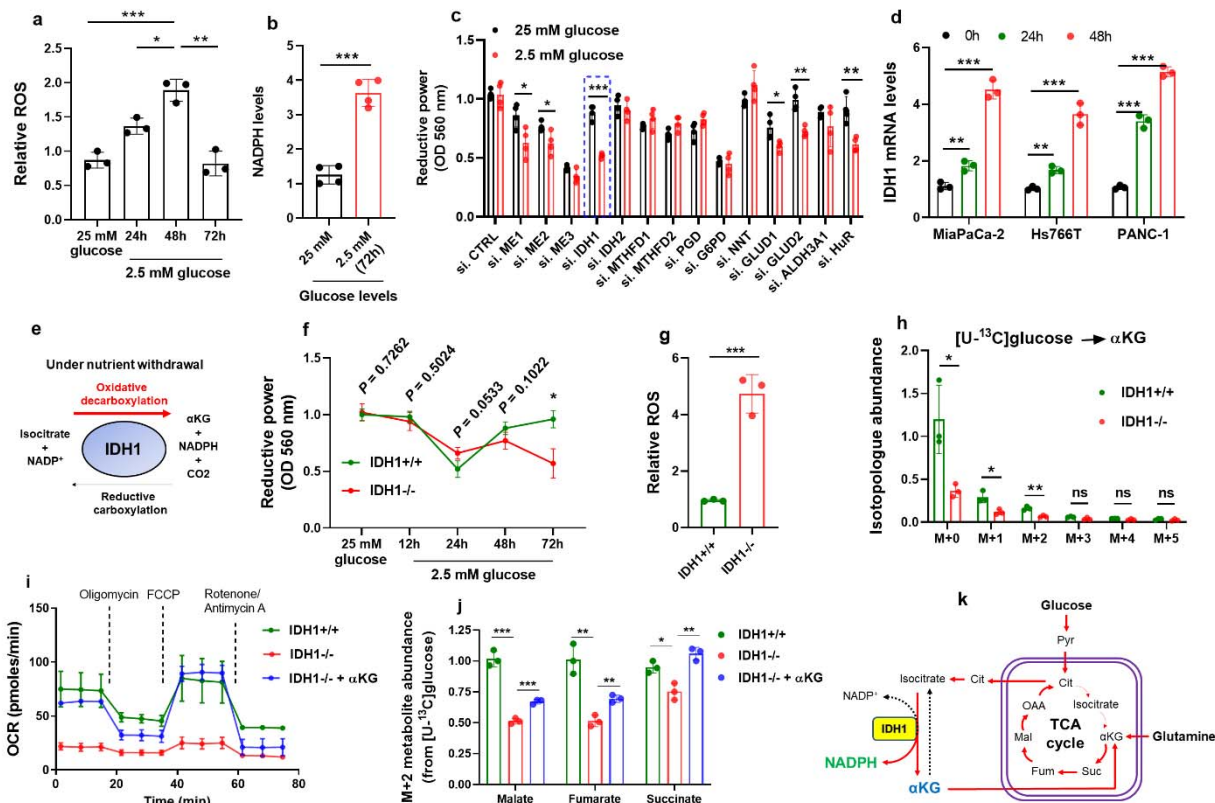 a
Relative ROS
2.5
2.0
1.5
1.0
0.5
0.0
***
*
**
25 mM
glucose
24h
48h
72h
2.5 mM glucose
b
NADPH levels
5
4
3
2
1
0
***
25 mM
2.5 mM
(72h)
Glucose levels
c
25 mM glucose
2.5 mM glucose
Reductive power
(OD 560 nm)
1.5
1.0
0.5
0.0
*
*
***
*
**
**
si. CTRL
si. ME1
si. ME2
si. ME3
si. IDH1
si. IDH2
si. MTHFD1
si. MTHFD2
si. PGD
si. G6PD
si. NNT
si. GLUD1
si. GLUD2
si. ALDH3A1
si. HuR
d
0h
24h
48h
IDH1 mRNA levels
6
4
2
0
**
***
**
***
***
***
MiaPaCa-2
Hs766T
PANC-1
e
Under nutrient withdrawal
Oxidative
decarboxylation
Isocitrate
+
NADP+
IDH1
αKG
+
NADPH
+
CO2
Reductive
carboxylation
f
Reductive power
(OD 560 nm)
1.5
1.0
0.5
0.0
P = 0.7262
P = 0.5024
P = 0.0533
P = 0.1022
*
IDH1+/+
IDH1-/-
25 mM
glucose
12h
24h
48h
72h
2.5 mM glucose
g
Relative ROS
8
6
4
2
0
***
IDH1+/+
IDH1-/-
h
[U-13C]glucose → αKG
Isotopologue abundance
2.0
1.5
1.0
0.5
0.0
*
*
**
ns
ns
ns
IDH1+/+
IDH1-/-
M+0
M+1
M+2
M+3
M+4
M+5
i
Oligomycin
FCCP
Rotenone/
Antimycin A
OCR (pmoles/min)
150
100
50
0
IDH1+/+
IDH1-/-
IDH1-/- + αKG
0
20
40
60
80
Time (min)
j
M+2 metabolite abundance
(from [U-13C]glucose)
1.25
1.00
0.75
0.50
0.25
0
***
***
**
**
*
**
IDH1+/+
IDH1-/-
IDH1-/- + αKG
Malate
Fumarate
Succinate
k
Glucose
Pyr
Isocitrate
Cit
Cit
NADP+
OAA
Isocitrate
IDH1
Mal
TCA
cycle
αKG
Glutamine
NADPH
Fum
Suc
αKG